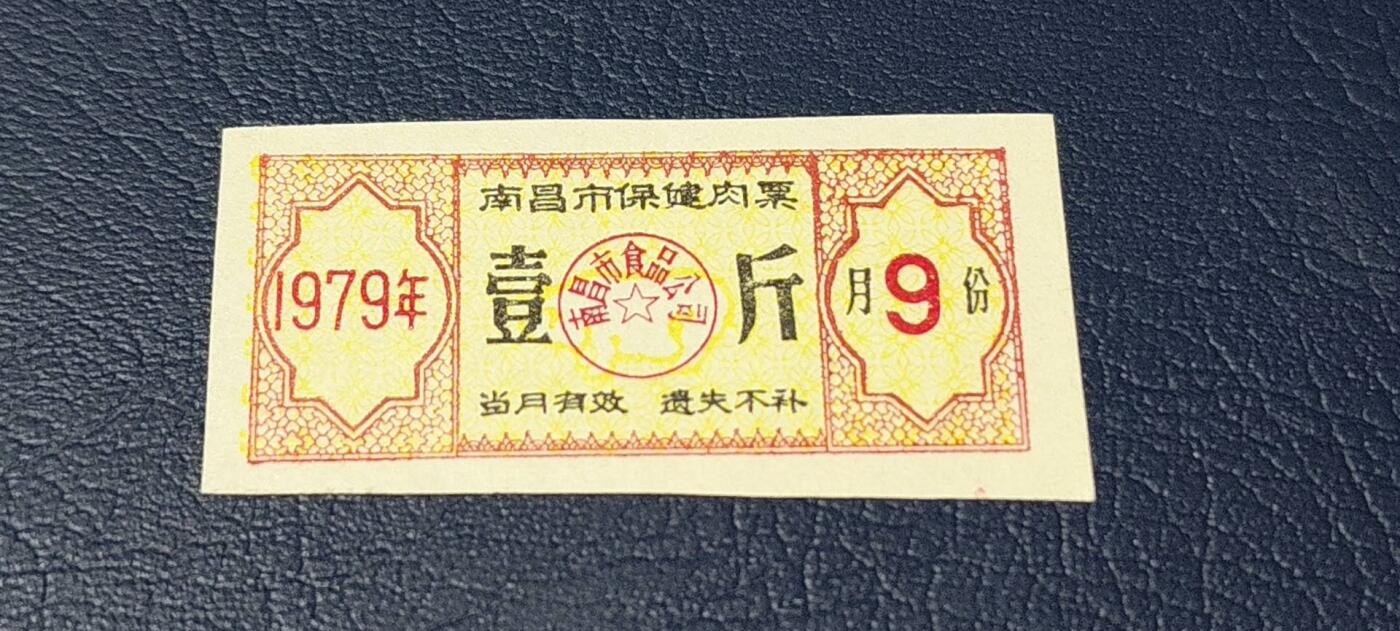 南昌市保健肉票
1979年
壹 斤
南昌市食品公司
月9份
当月有效 遗失不补